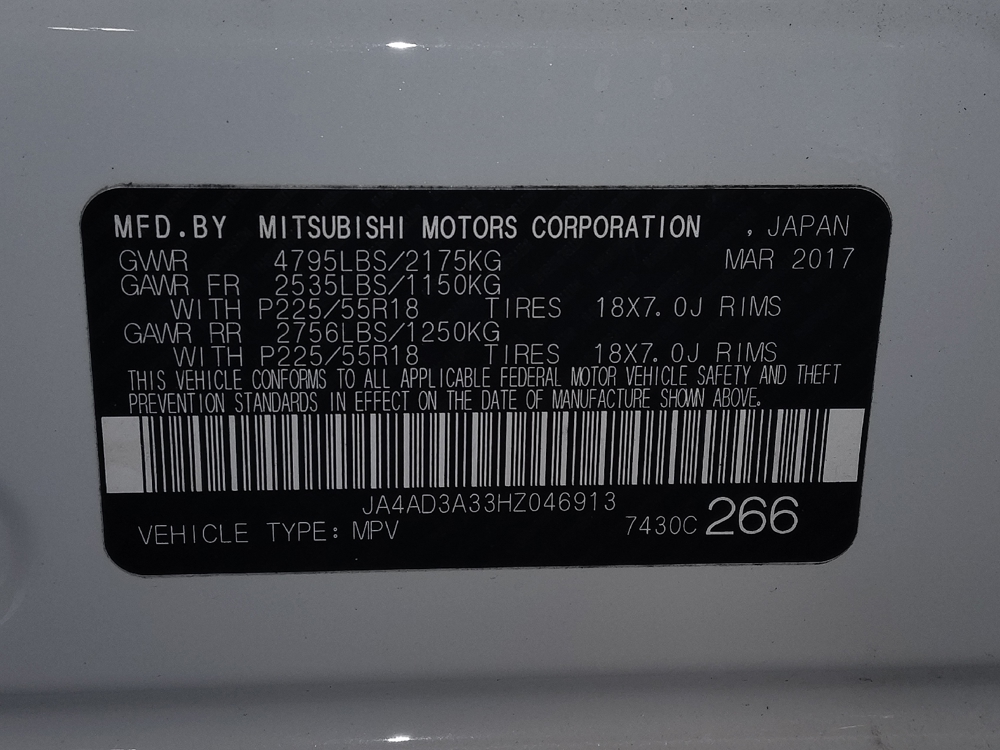 MFD.BY MITSUBISHI MOTORS CORPORATION , JAPAN
GVWR 4795LBS/2175KG MAR 2017
GAWR FR 2535LBS/1150KG
WITH P225/55R18 TIRES 18X7.0J RIMS
GAWR RR 2756LBS/1250KG
WITH P225/55R18 TIRES 18X7.0J RIMS
THIS VEHICLE CONFORMS TO ALL APPLICABLE FEDERAL MOTOR VEHICLE SAFETY AND THEFT
PREVENTION STANDARDS IN EFFECT ON THE DATE OF MANUFACTURE SHOWN ABOVE.
JA4AD3A33HZ046913
VEHICLE TYPE: MPV 7430C 266